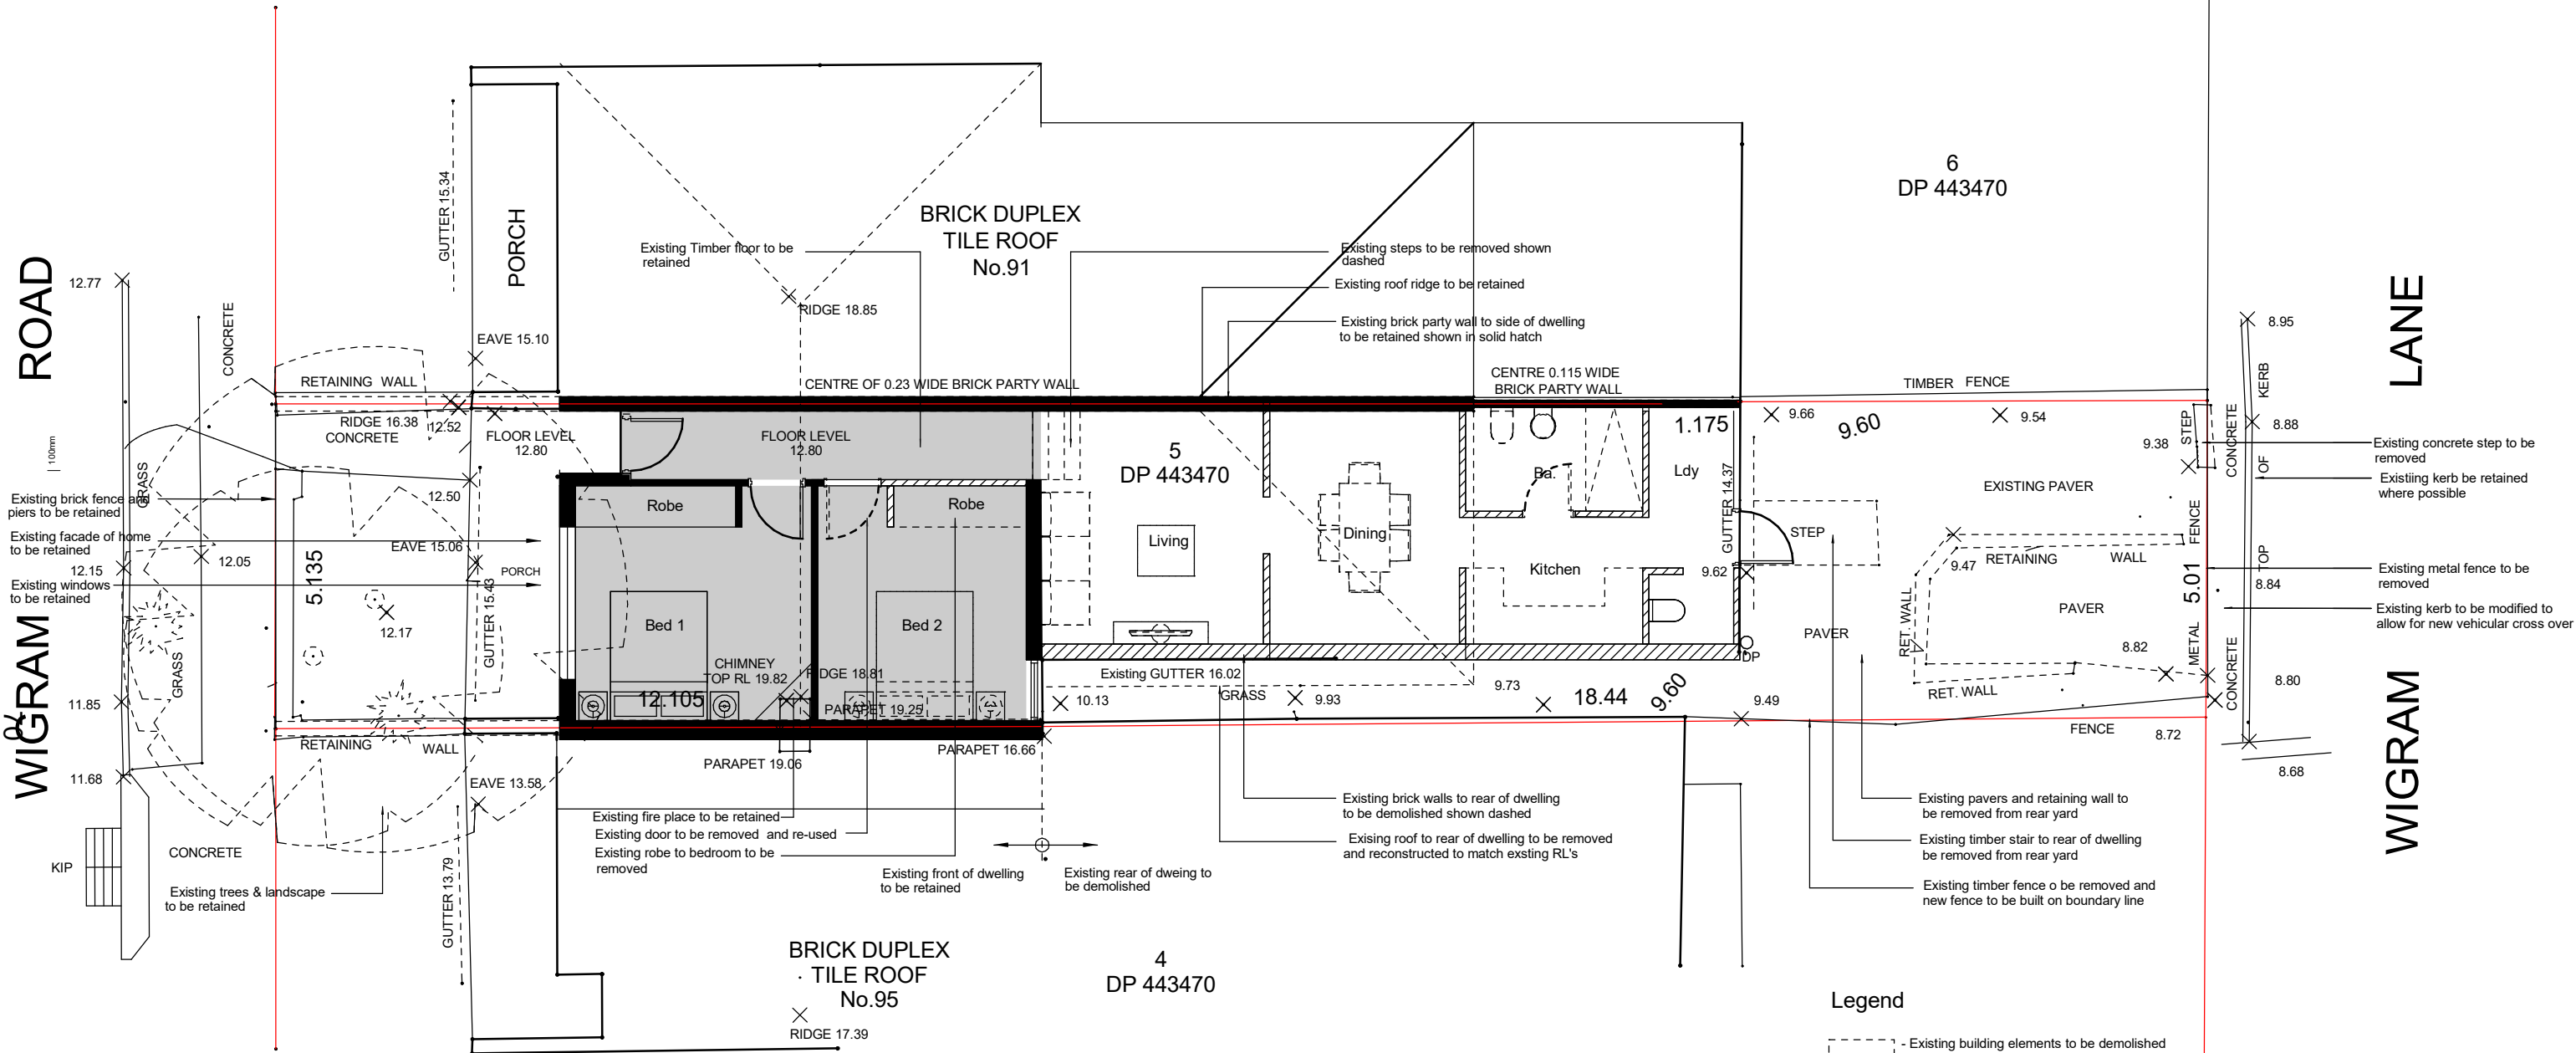 6
DP 443470
GUTTER 15.34
PORCH
BRICK DUPLEX
TILE ROOF
No.91
Existing Timber floor to be
retained
Existing steps to be removed shown
dashed
Existing roof ridge to be retained
Existing brick party wall to side of dwelling
to be retained shown in solid hatch
ROAD
LANE
12.77
CONCRETE
RIDGE 18.85
EAVE 15.10
8.95
KERB
RETAINING WALL
CENTRE OF 0.23 WIDE BRICK PARTY WALL
CENTRE 0.115 WIDE
BRICK PARTY WALL
TIMBER FENCE
RIDGE 16.38
CONCRETE
12.52
FLOOR LEVEL
12.80
FLOOR LEVEL
12.80
5
DP 443470
1.175
9.66
9.60
9.54
9.38
STEP
CONCRETE
8.88
Existing concrete step to be
removed
100mm
GRASS
12.50
Ba.
Ldy
GUTTER 14.37
OF
Existiing kerb be retained
where possible
EXISTING PAVER
Existing brick fence and
piers to be retained
Robe
Robe
FENCE
Existing facade of home
to be retained
EAVE 15.06
Living
Dining
STEP
Kitchen
12.05
12.15
PORCH
9.62
9.47
RETAINING WALL
TOP
Existing metal fence to be
removed
Existing windows
to be retained
5.135
GUTTER 15.43
5.01
8.84
Existing kerb to be modified to
allow for new vehicular cross over
12.17
Bed 1
Bed 2
RET. WALL
PAVER
PAVER
WIGRAM
GRASS
CHIMNEY
TOP RL 19.82
RIDGE 18.81
DP
8.82
METAL
CONCRETE
WIGRAM
Existing GUTTER 16.02
GRASS
9.73
8.80
11.85
12.105
PARAPET 19.25
10.13
9.93
18.44
9.60
9.49
RET. WALL
RETAINING WALL
PARAPET 19.06
PARAPET 16.66
FENCE
8.72
11.68
8.68
EAVE 13.58
Existing fire place to be retained
Existing door to be removed and re-used
Existing robe to bedroom to be
removed
Existing brick walls to rear of dwelling
to be demolished shown dashed
Exising roof to rear of dwelling to be removed
and reconstructed to match exsting RL's
Existing pavers and retaining wall to
be removed from rear yard
Existing timber stair to rear of dwelling
be removed from rear yard
Existing timber fence o be removed and
new fence to be built on boundary line
KIP
CONCRETE
Existing trees & landscape
to be retained
GUTTER 13.79
Existing front of dwelling
to be retained
Existing rear of dweing to
be demolished
BRICK DUPLEX
TILE ROOF
No.95
4
DP 443470
RIDGE 17.39
Legend
- Existing building elements to be demolished